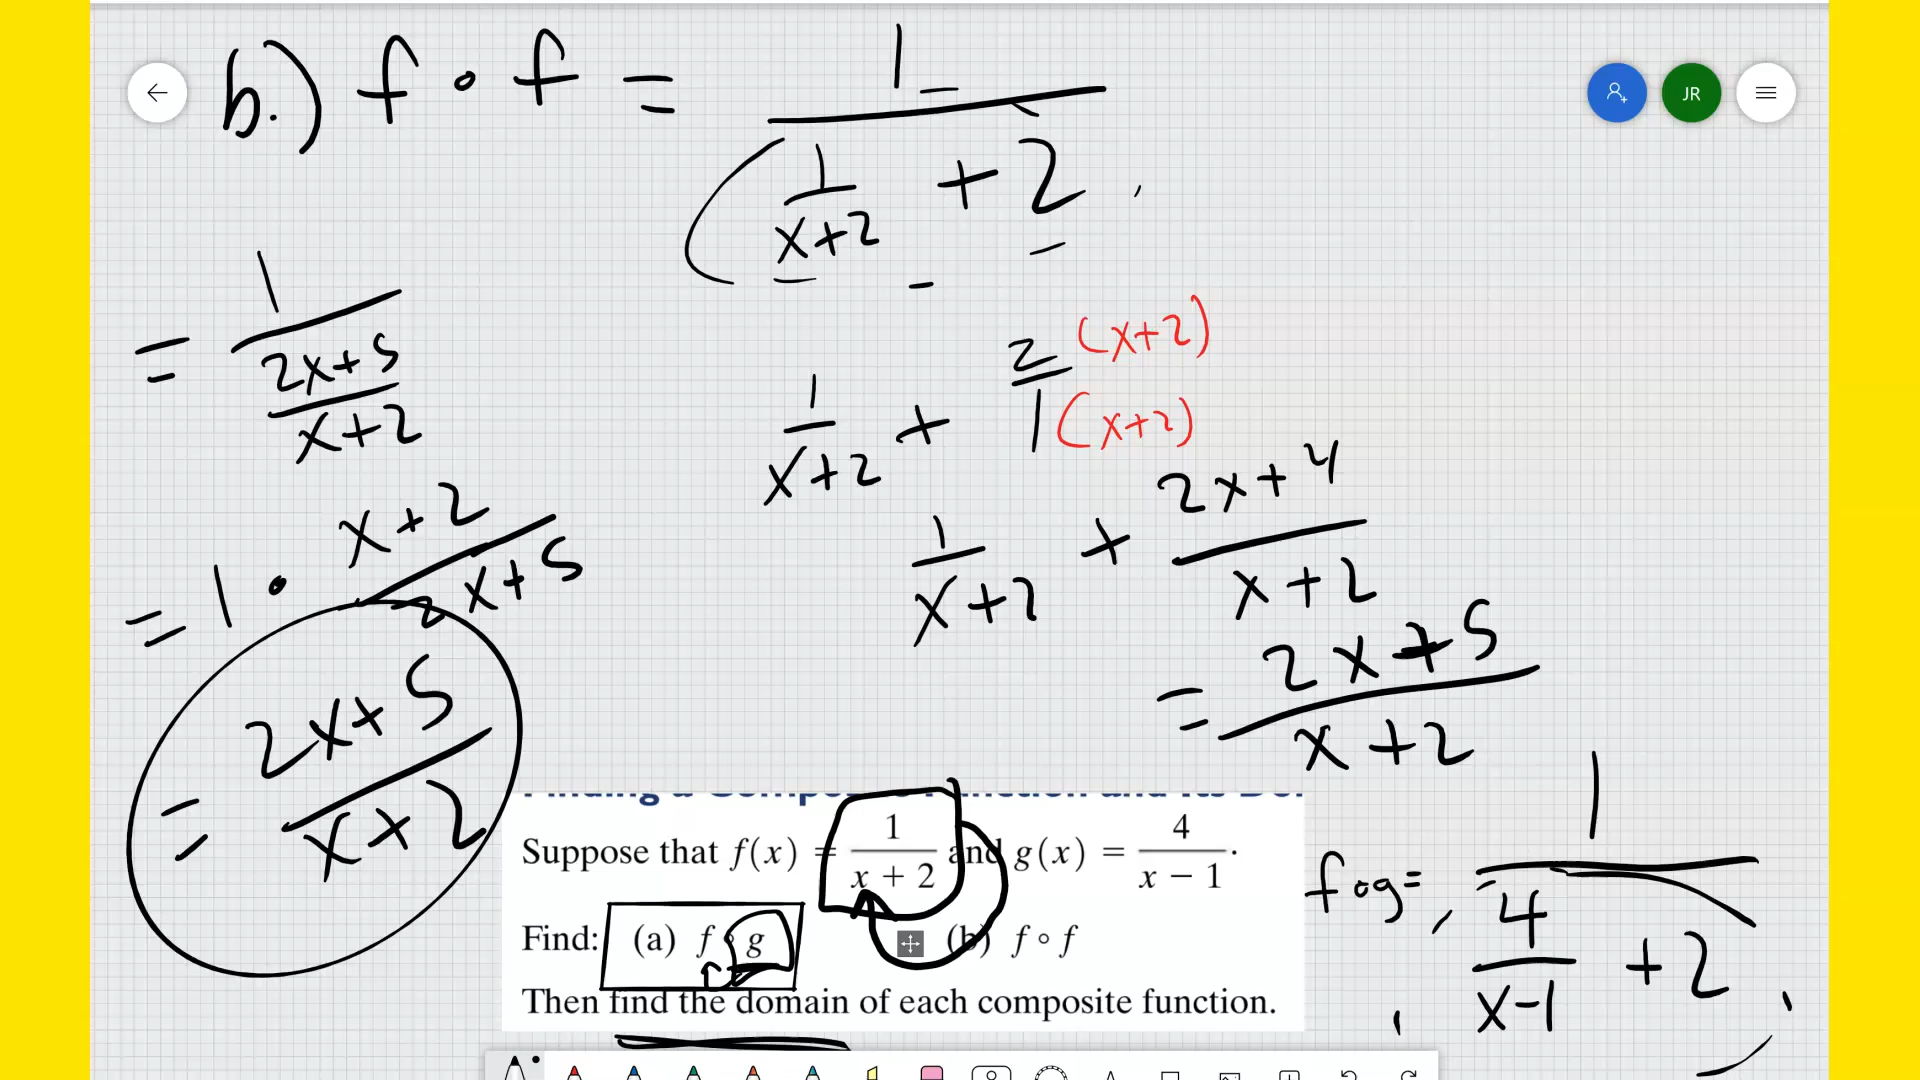 b.) f ∘ f = 1 / (1/(x+2) + 2)
JR
= 1 / ((2x+5)/(x+2))
1/(x+2) + 2(x+2) / 1(x+2)
= 1 · (x+2)/(2x+5)
1/(x+2) + (2x+4)/(x+2)
= (2x+5)/(x+2)
= (2x+5)/(x+2)
Suppose that f(x) = 1/(x + 2) and g(x) = 4/(x − 1).
Find: (a) f ∘ g (b) f ∘ f
Then find the domain of each composite function.
f∘g = 1 / (4/(x-1) + 2)